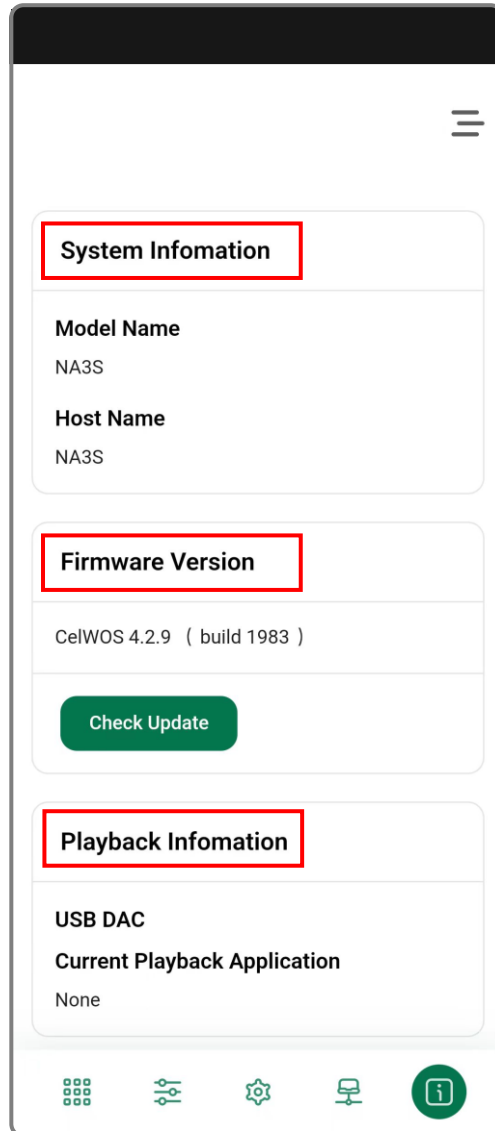 System Infomation
Model Name
NA3S
Host Name
NA3S
Firmware Version
CelWOS 4.2.9 ( build 1983 )
Check Update
Playback Infomation
USB DAC
Current Playback Application
None